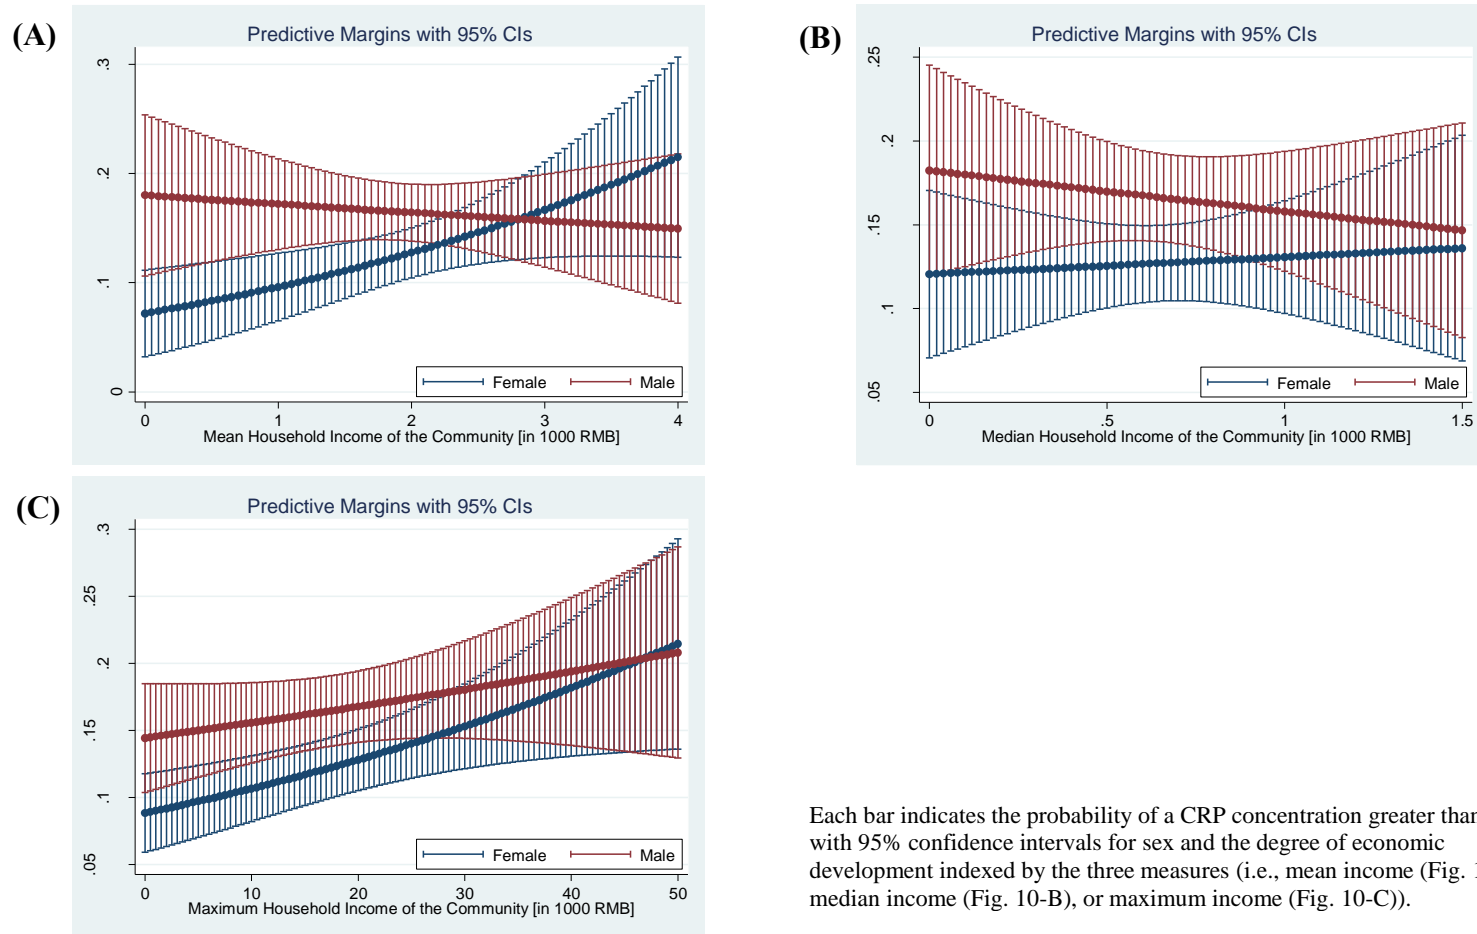 (A)
Predictive Margins with 95% CIs
.3
.2
.1
0
0 1 2 3 4
Female Male
Mean Household Income of the Community [in 1000 RMB]
(B)
Predictive Margins with 95% CIs
.25
.2
.15
.1
.05
0 .5 1 1.5
Female Male
Median Household Income of the Community [in 1000 RMB]
(C)
Predictive Margins with 95% CIs
.3
.25
.2
.15
.1
.05
0 10 20 30 40 50
Female Male
Maximum Household Income of the Community [in 1000 RMB]
Each bar indicates the probability of a CRP concentration greater than
with 95% confidence intervals for sex and the degree of economic
development indexed by the three measures (i.e., mean income (Fig.
median income (Fig. 10-B), or maximum income (Fig. 10-C)).